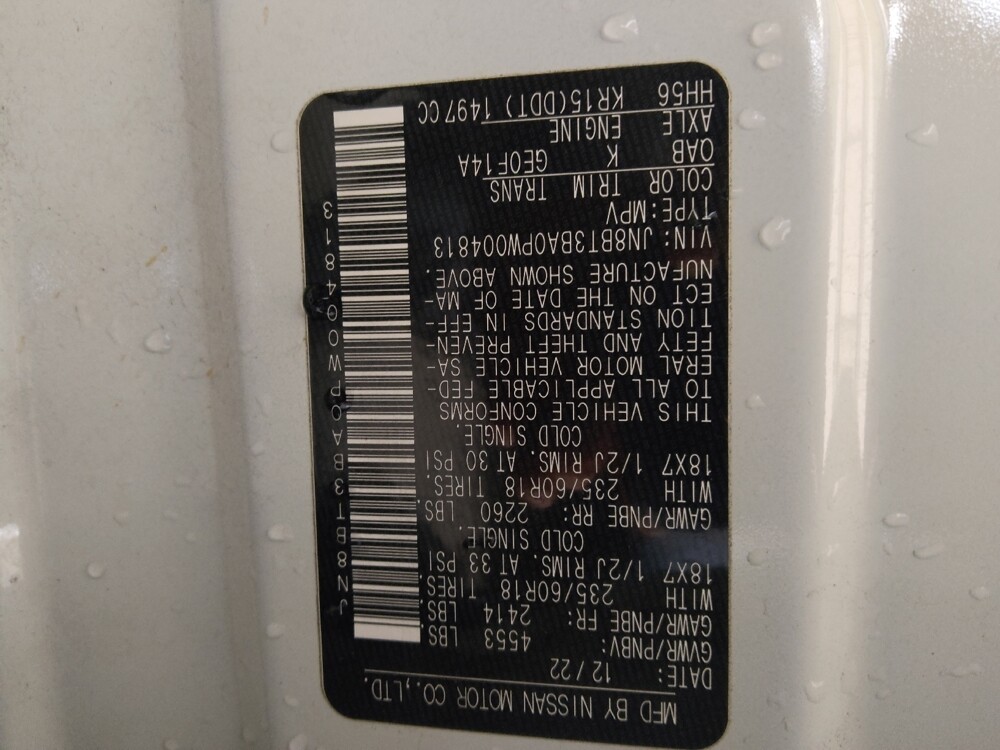 MFD BY NISSAN MOTOR CO.,LTD.
DATE: 12/22
GVWR/PNBV: 4553 LBS
GAWR/PNBE FR: 2414 LBS.
WITH 235/60R18 TIRES.
18X7 1/2J RIMS. AT 33 PSI
COLD SINGLE.
GAWR/PNBE RR: 2260 LBS.
WITH 235/60R18 TIRES.
18X7 1/2J RIMS. AT 30 PSI
COLD SINGLE.
THIS VEHICLE CONFORMS
TO ALL APPLICABLE FED-
ERAL MOTOR VEHICLE SA-
FETY AND THEFT PREVEN-
TION STANDARDS IN EFF-
ECT ON THE DATE OF MA-
NUFACTURE SHOWN ABOVE.
VIN: JN8BT3BA0PW004813
TYPE:MPV
COLOR TRIM TRANS
QAB K GE0F14A
AXLE ENGINE
HH56 KR15(DDT) 1497CC
JN8BT3BA0PW004813